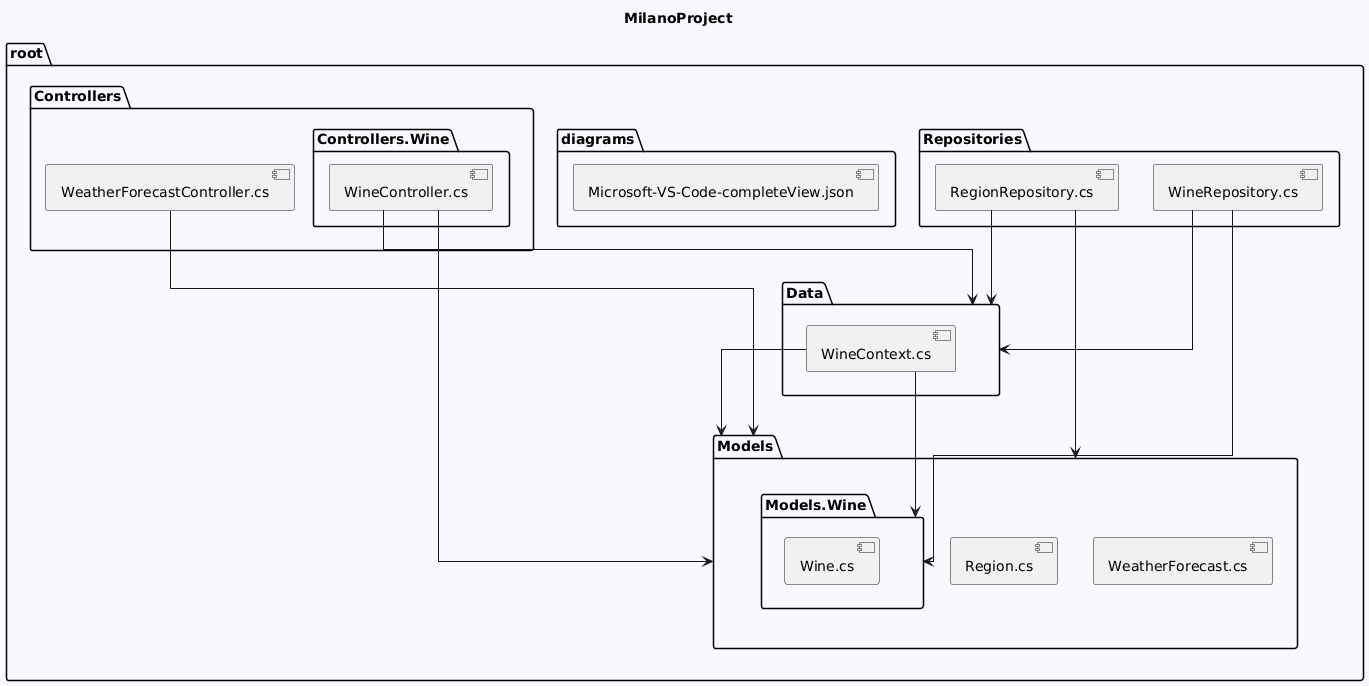 MilanoProject
root
Controllers
Controllers.Wine
WeatherForecastController.cs
WineController.cs
diagrams
Microsoft-VS-Code-completeView.json
Repositories
RegionRepository.cs
WineRepository.cs
Data
WineContext.cs
Models
Models.Wine
Wine.cs
Region.cs
WeatherForecast.cs